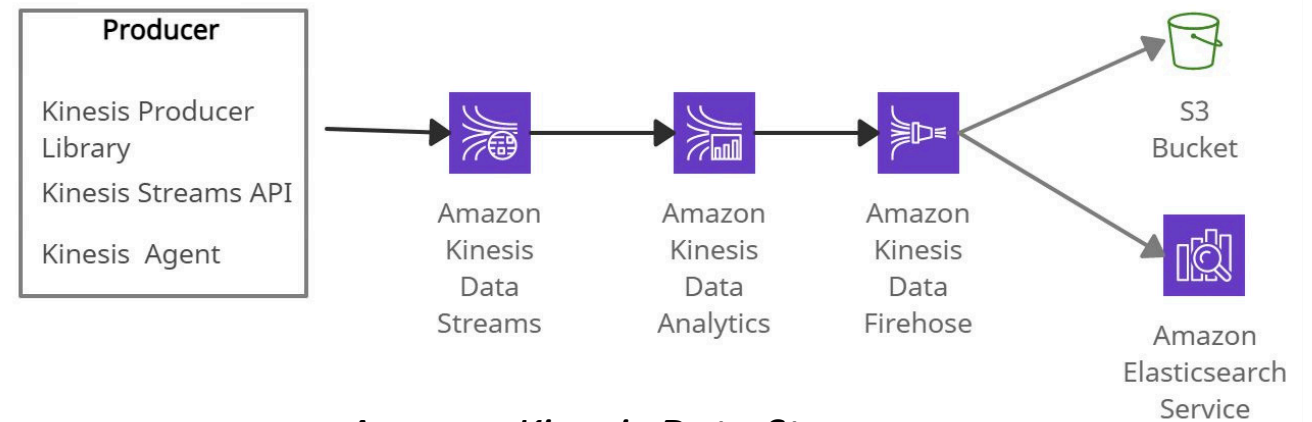 Producer
Kinesis Producer
Library
Kinesis Streams API
Kinesis Agent
Amazon
Kinesis
Data
Streams
Amazon
Kinesis
Data
Analytics
Amazon
Kinesis
Data
Firehose
S3
Bucket
Amazon
Elasticsearch
Service